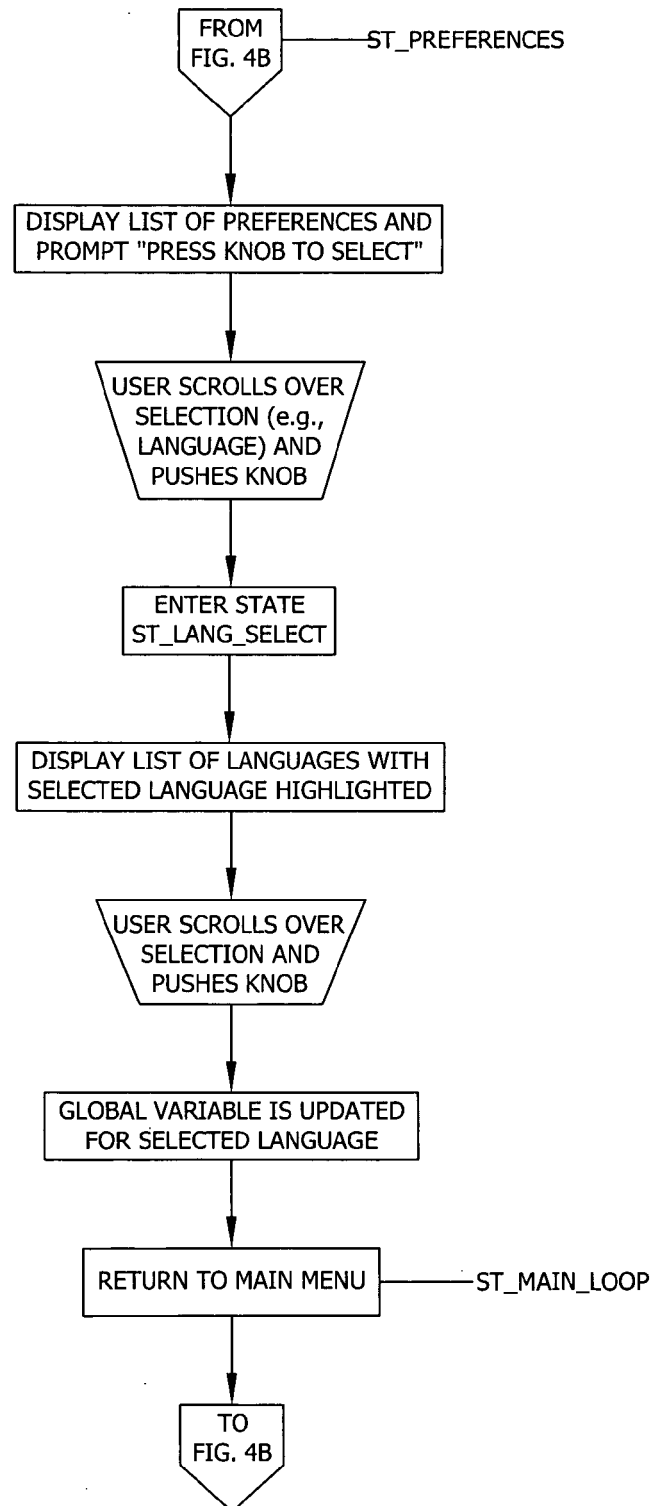 FROM
FIG. 4B
ST_PREFERENCES
DISPLAY LIST OF PREFERENCES AND
PROMPT "PRESS KNOB TO SELECT"
USER SCROLLS OVER
SELECTION (e.g.,
LANGUAGE) AND
PUSHES KNOB
ENTER STATE
ST_LANG_SELECT
DISPLAY LIST OF LANGUAGES WITH
SELECTED LANGUAGE HIGHLIGHTED
USER SCROLLS OVER
SELECTION AND
PUSHES KNOB
GLOBAL VARIABLE IS UPDATED
FOR SELECTED LANGUAGE
RETURN TO MAIN MENU
ST_MAIN_LOOP
TO
FIG. 4B